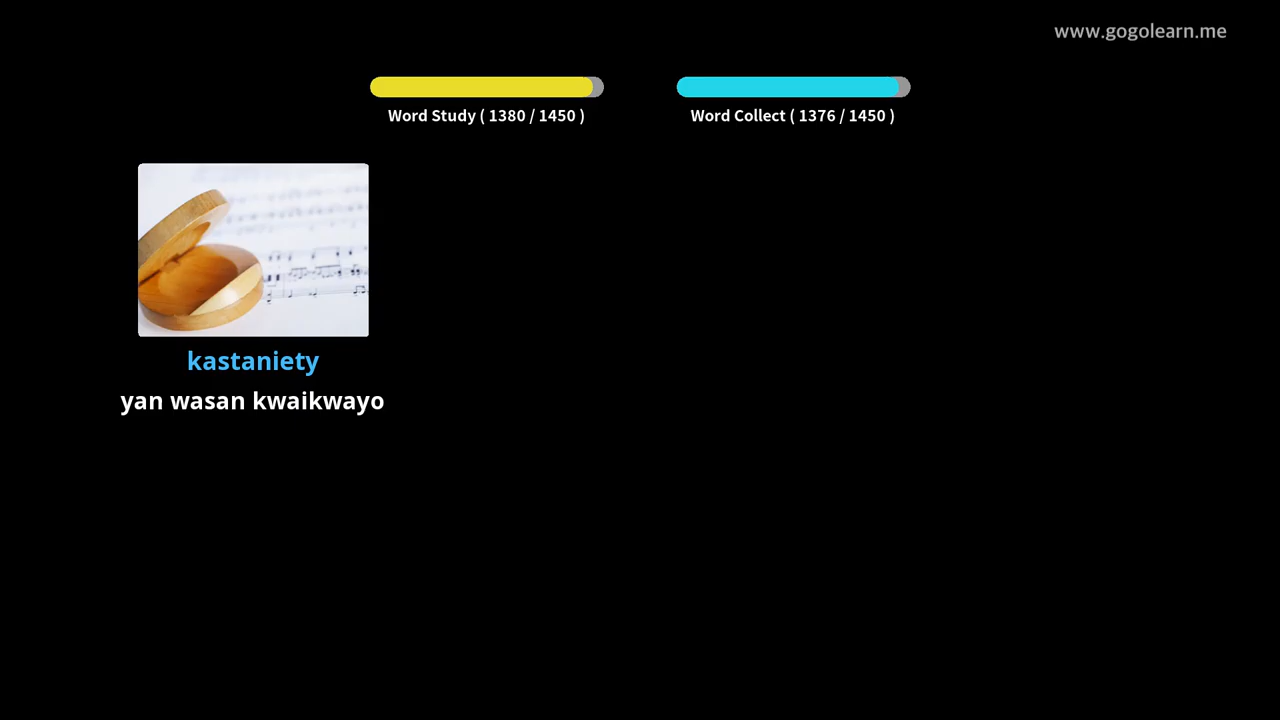 www.gogolearn.me
Word Study ( 1380 / 1450 )
Word Collect ( 1376 / 1450 )
kastaniety
yan wasan kwaikwayo